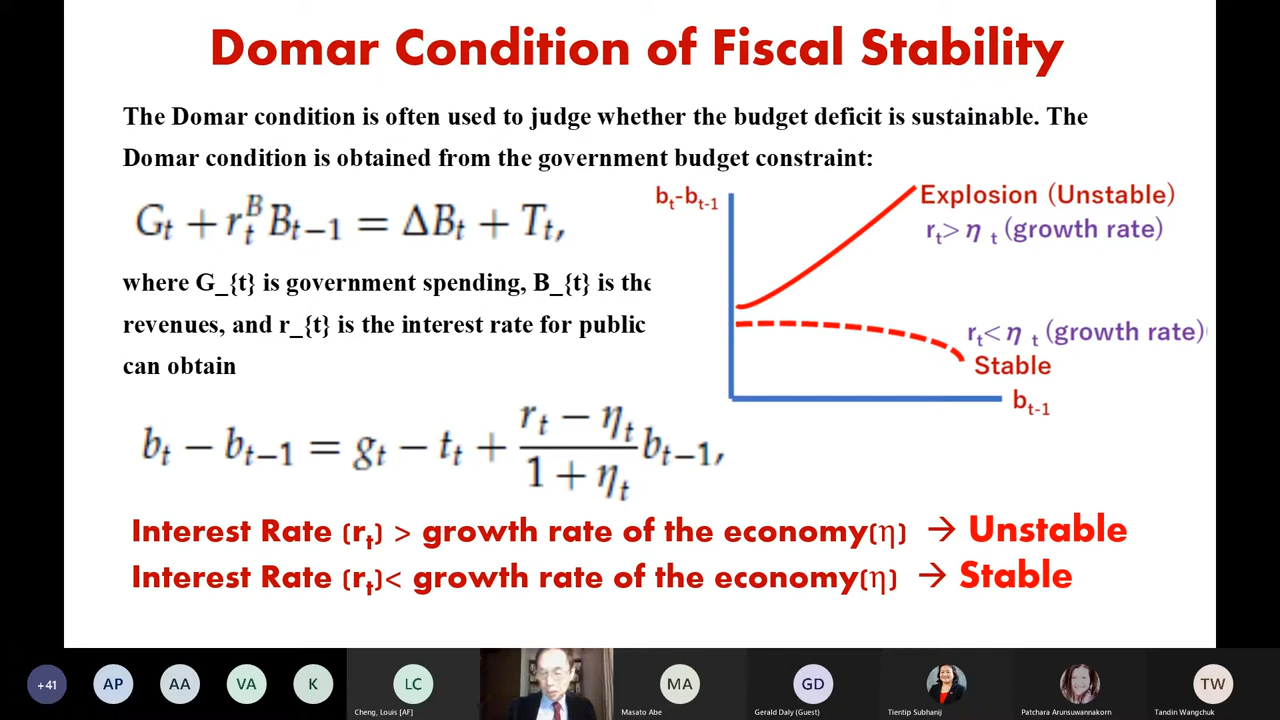 Domar Condition of Fiscal Stability
The Domar condition is often used to judge whether the budget deficit is sustainable. The
Domar condition is obtained from the government budget constraint:
G_t + r_t^B B_{t−1} = ΔB_t + T_t,
where G_{t} is government spending, B_{t} is the
revenues, and r_{t} is the interest rate for public
can obtain
b_t − b_{t−1} = g_t − t_t + (r_t − η_t)/(1 + η_t) b_{t−1},
b_t-b_{t-1}
Explosion (Unstable)
r_t> η_t (growth rate)
r_t< η_t (growth rate)
Stable
b_{t-1}
Interest Rate (r_t) > growth rate of the economy(η) → Unstable
Interest Rate (r_t)< growth rate of the economy(η) → Stable
+41
AP
AA
VA
K
LC
Cheng, Louis [AF]
MA
Masato Abe
GD
Gerald Daly (Guest)
Tientip Subhanij
Patchara Arunsuwannakorn
TW
Tandin Wangchuk